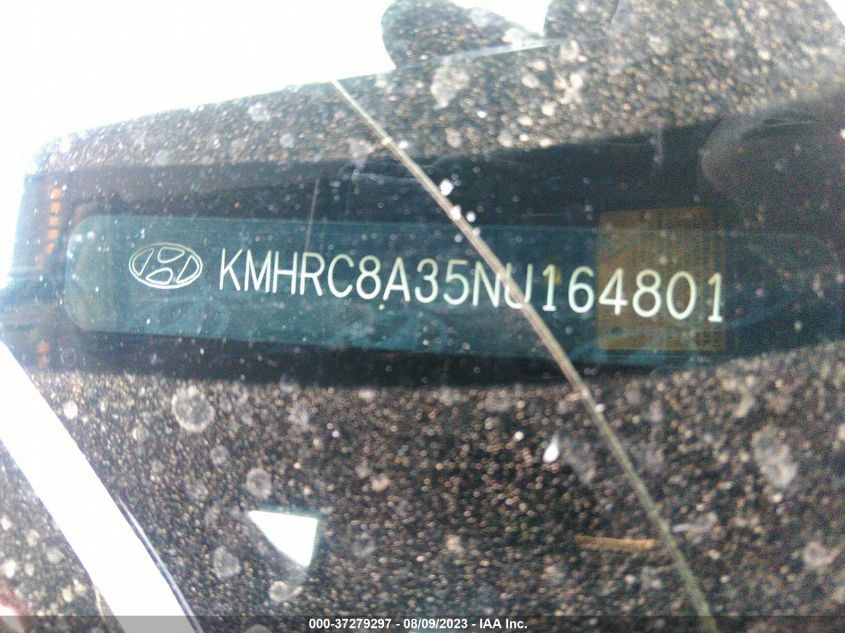 KMHRC8A35NU164801
000-37279297 - 08/09/2023 - IAA Inc.